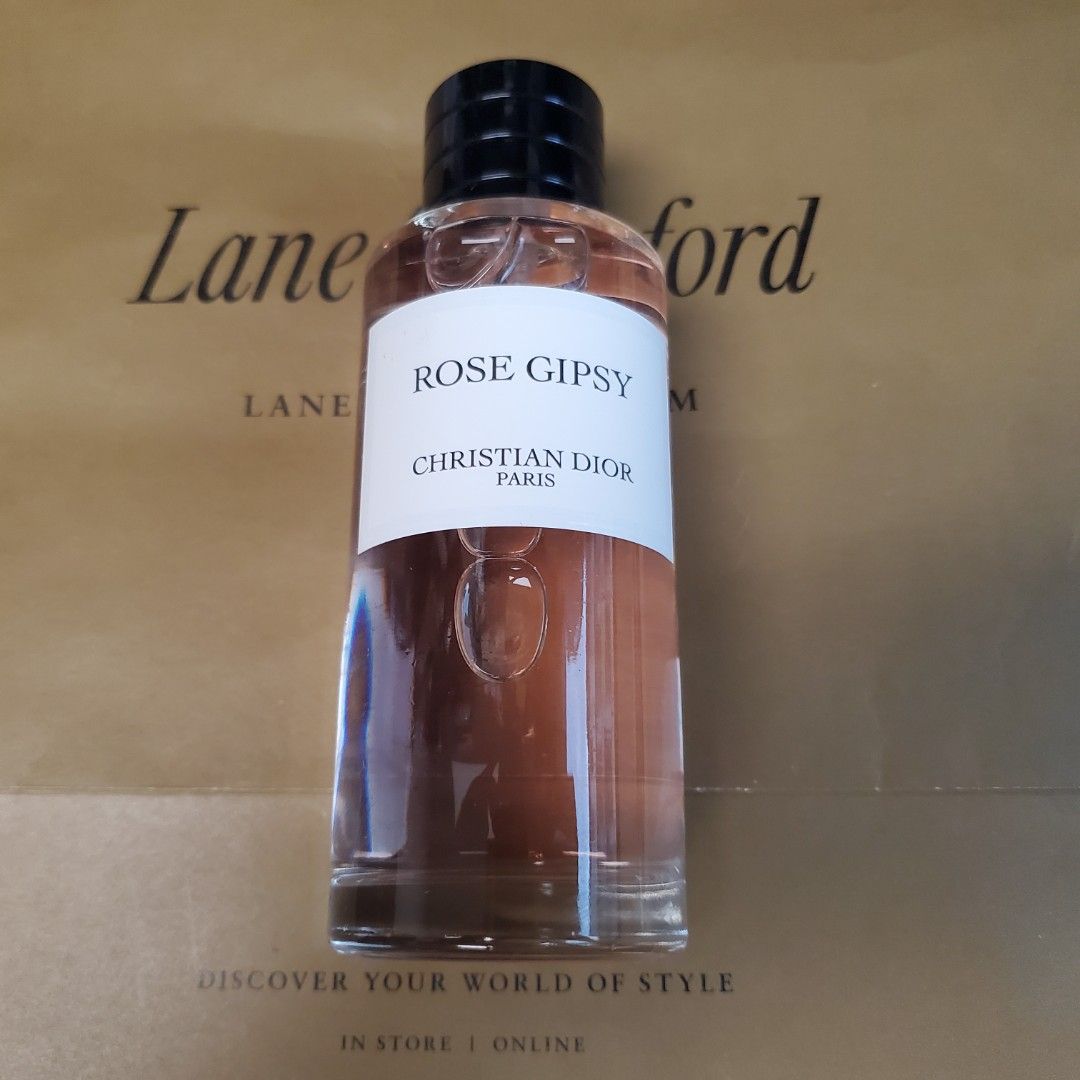 Lane ford
LANE M
ROSE GIPSY
CHRISTIAN DIOR
PARIS
DISCOVER YOUR WORLD OF STYLE
IN STORE | ONLINE